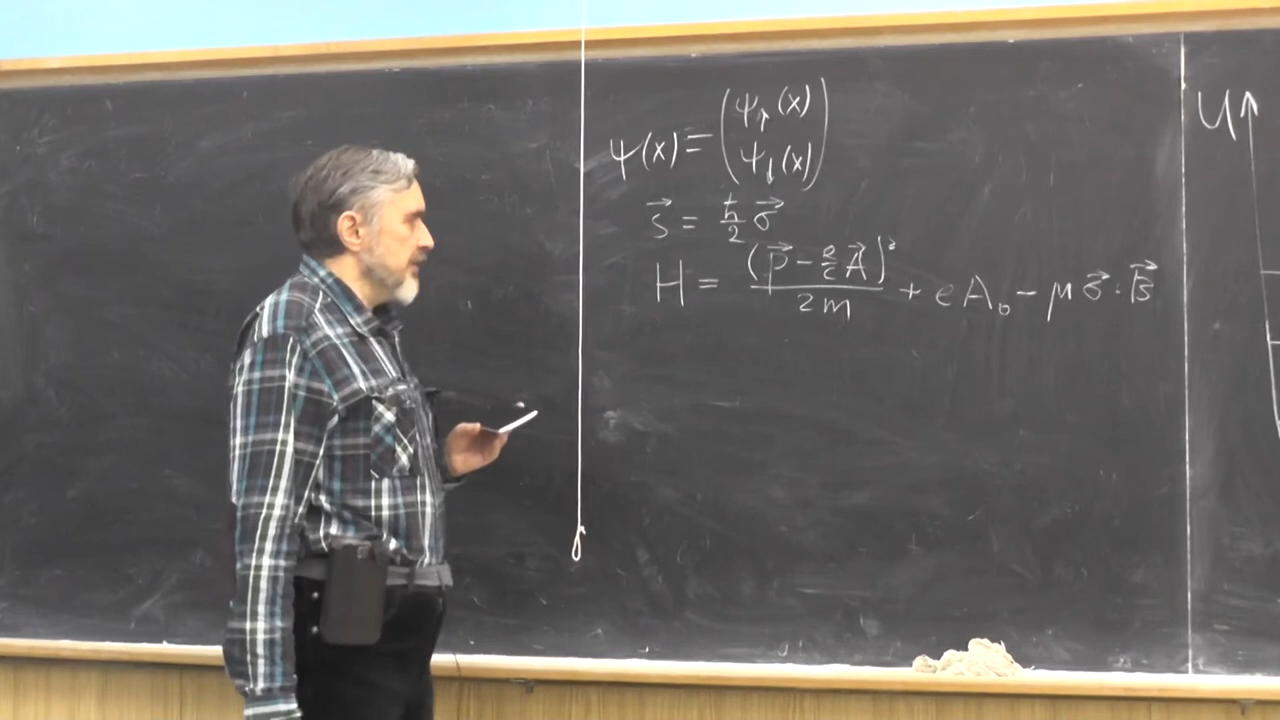 ψ(x) = (ψ↑(x)
ψ↓(x))
s⃗ = ħ/2 σ⃗
H = (p⃗ − e/c A⃗)² / 2m + eA₀ − μ σ⃗ · B⃗
U